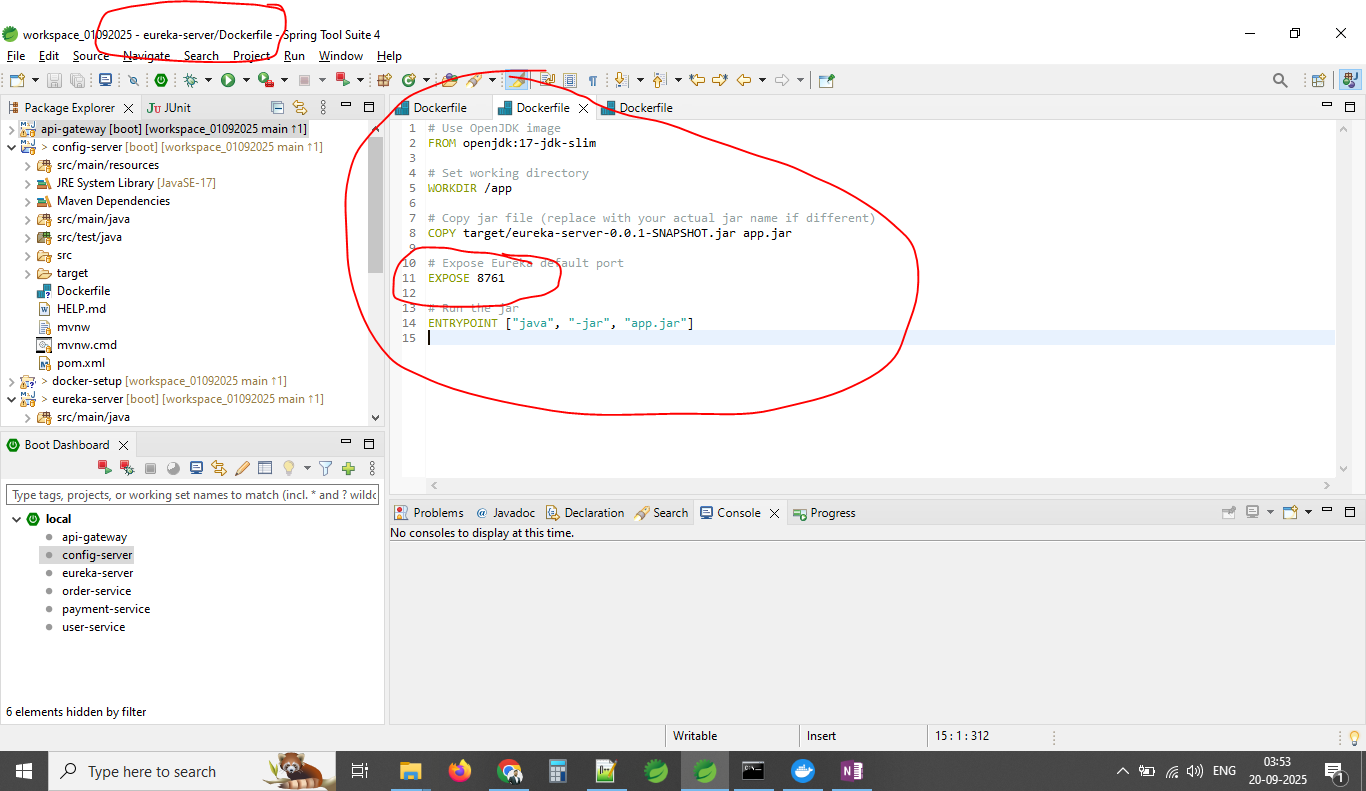 workspace_01092025 - eureka-server/Dockerfile - Spring Tool Suite 4
File Edit Source Navigate Search Project Run Window Help
Package Explorer JUnit
api-gateway [boot] [workspace_01092025 main ↑1]
> config-server [boot] [workspace_01092025 main ↑1]
src/main/resources
JRE System Library [JavaSE-17]
Maven Dependencies
src/main/java
src/test/java
src
target
Dockerfile
HELP.md
mvnw
mvnw.cmd
pom.xml
> docker-setup [workspace_01092025 main ↑1]
> eureka-server [boot] [workspace_01092025 main ↑1]
src/main/java
Dockerfile Dockerfile Dockerfile
1 # Use OpenJDK image
2 FROM openjdk:17-jdk-slim
3
4 # Set working directory
5 WORKDIR /app
6
7 # Copy jar file (replace with your actual jar name if different)
8 COPY target/eureka-server-0.0.1-SNAPSHOT.jar app.jar
9
10 # Expose Eureka default port
11 EXPOSE 8761
12
13 # Run the jar
14 ENTRYPOINT ["java", "-jar", "app.jar"]
15
Boot Dashboard
Type tags, projects, or working set names to match (incl. * and ? wildc
local
api-gateway
config-server
eureka-server
order-service
payment-service
user-service
6 elements hidden by filter
Problems @ Javadoc Declaration Search Console Progress
No consoles to display at this time.
Writable Insert 15 : 1 : 312
Type here to search
ENG
03:53
20-09-2025
1